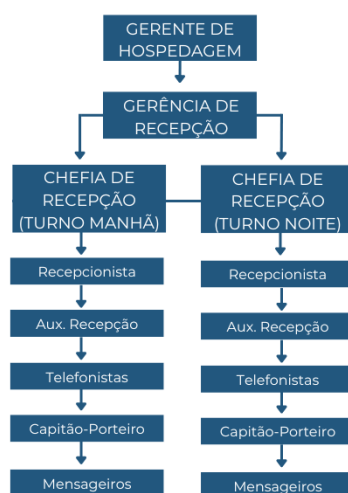 GERENTE DE
HOSPEDAGEM
GERÊNCIA DE
RECEPÇÃO
CHEFIA DE
RECEPÇÃO
(TURNO MANHÃ)
Recepcionista
Aux. Recepção
Telefonistas
Capitão-Porteiro
Mensageiros
CHEFIA DE
RECEPÇÃO
(TURNO NOITE)
Recepcionista
Aux. Recepção
Telefonistas
Capitão-Porteiro
Mensageiros